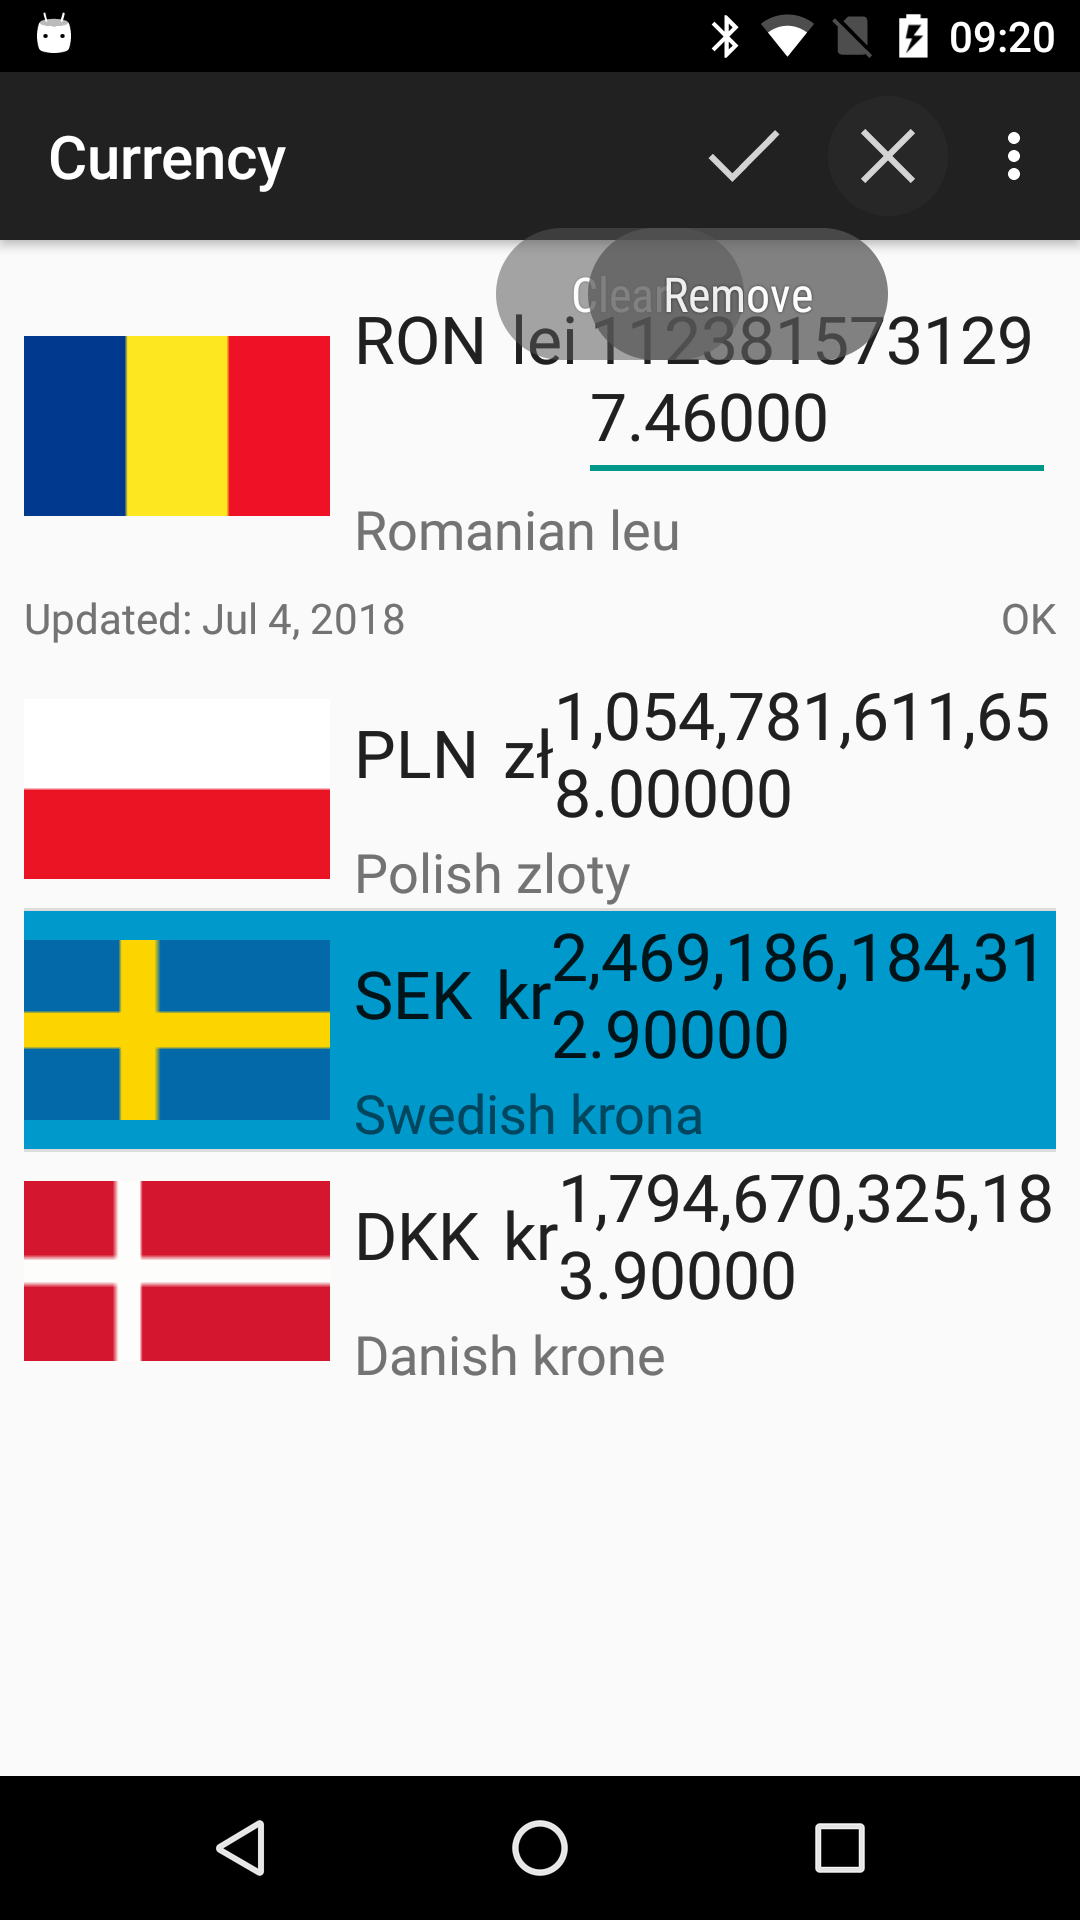 09:20
Currency
Clear
Remove
RON lei 112381573129
7.46000
Romanian leu
Updated: Jul 4, 2018 OK
PLN zł 1,054,781,611,65
8.00000
Polish zloty
SEK kr 2,469,186,184,31
2.90000
Swedish krona
DKK kr 1,794,670,325,18
3.90000
Danish krone